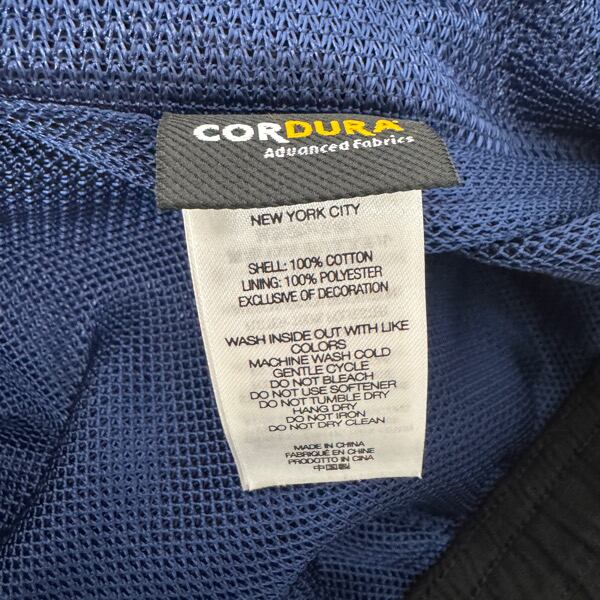 CORDURA
Advanced Fabrics
NEW YORK CITY
SHELL: 100% COTTON
LINING: 100% POLYESTER
EXCLUSIVE OF DECORATION
WASH INSIDE OUT WITH LIKE
COLORS
MACHINE WASH COLD
GENTLE CYCLE
DO NOT BLEACH
DO NOT USE SOFTENER
DO NOT TUMBLE DRY
HANG DRY
DO NOT IRON
DO NOT DRY CLEAN
MADE IN CHINA
FABRIQUÉ EN CHINE
PRODOTTO IN CINA
中国製